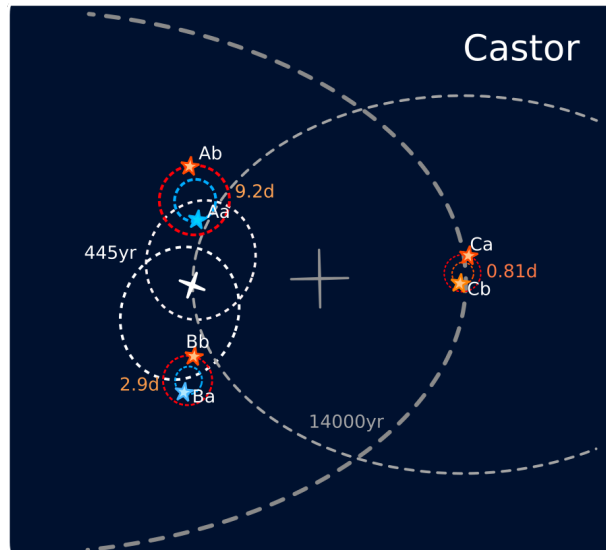 Castor
Ab
9.2d
Aa
445yr
Ca
0.81d
Cb
Bb
2.9d
Ba
14000yr